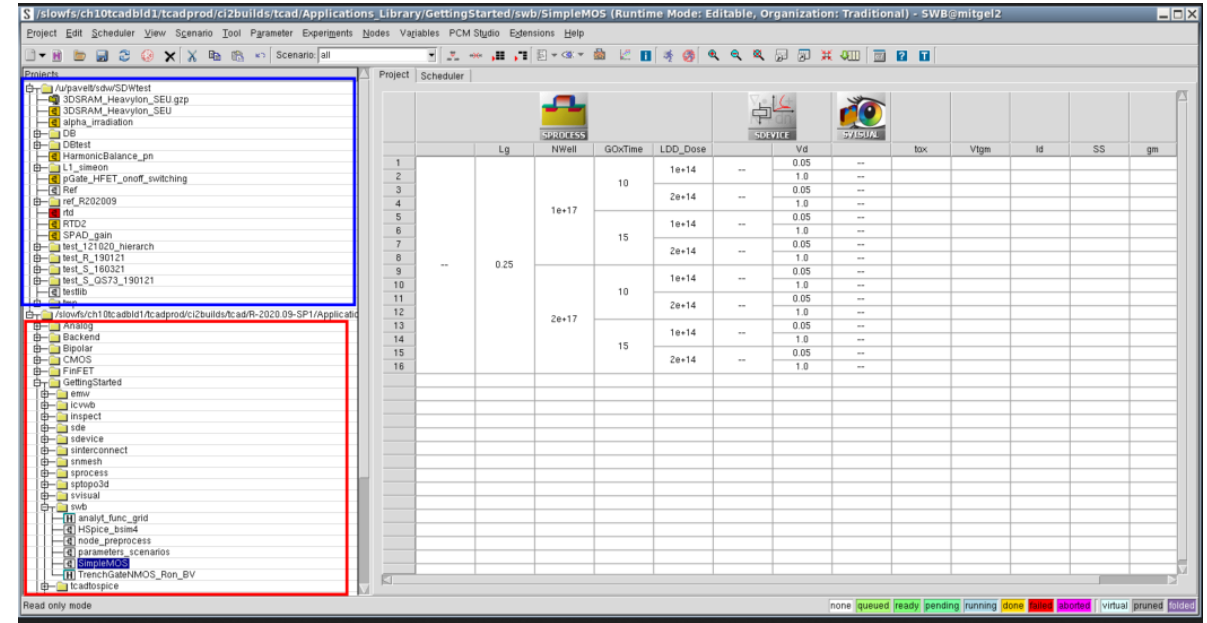 S /slowfs/ch10tcadbld1/tcadprod/ci2builds/tcad/Applications_Library/GettingStarted/swb/SimpleMOS (Runtime Mode: Editable, Organization: Traditional) - SWB@mitgel2
Project Edit Scheduler View Scenario Tool Parameter Experiments Nodes Variables PCM Studio Extensions Help
Scenario: all
Projects
/u/pavelt/sdw/SDWtest
3DSRAM_HeavyIon_SEU.gzp
3DSRAM_HeavyIon_SEU
alpha_irradiation
DB
DBtest
HarmonicBalance_pn
L1_simeon
pGate_HFET_onoff_switching
Ref
ref_R202009
rtd
RTD2
SPAD_gain
test_121020_hierarch
test_R_190121
test_S_160321
test_S_QS73_190121
testlib
tmp
/slowfs/ch10tcadbld1/tcadprod/ci2builds/tcad/R-2020.09-SP1/Applicatio
Analog
Backend
Bipolar
CMOS
FinFET
GettingStarted
emw
icvwb
inspect
sde
sdevice
sinterconnect
snmesh
sprocess
sptopo3d
svisual
swb
analyt_func_grid
HSpice_bsim4
node_preprocess
parameters_scenarios
SimpleMOS
TrenchGateNMOS_Ron_BV
tcadtospice
Project Scheduler
SPROCESS SDEVICE SVISUAL
Lg NWell GOxTime LDD_Dose Vd tox Vtgm Id SS gm
1 0.05 --
1e+14 --
2 1.0 --
10
3 0.05 --
2e+14 --
4 1.0 --
1e+17
5 0.05 --
1e+14 --
6 1.0 --
15
7 0.05 --
2e+14 --
8 1.0 --
-- 0.25
9 0.05 --
1e+14 --
10 1.0 --
10
11 0.05 --
2e+14 --
12 1.0 --
2e+17
13 0.05 --
1e+14 --
14 1.0 --
15
15 0.05 --
2e+14 --
16 1.0 --
Read only mode
none queued ready pending running done failed aborted virtual pruned folded